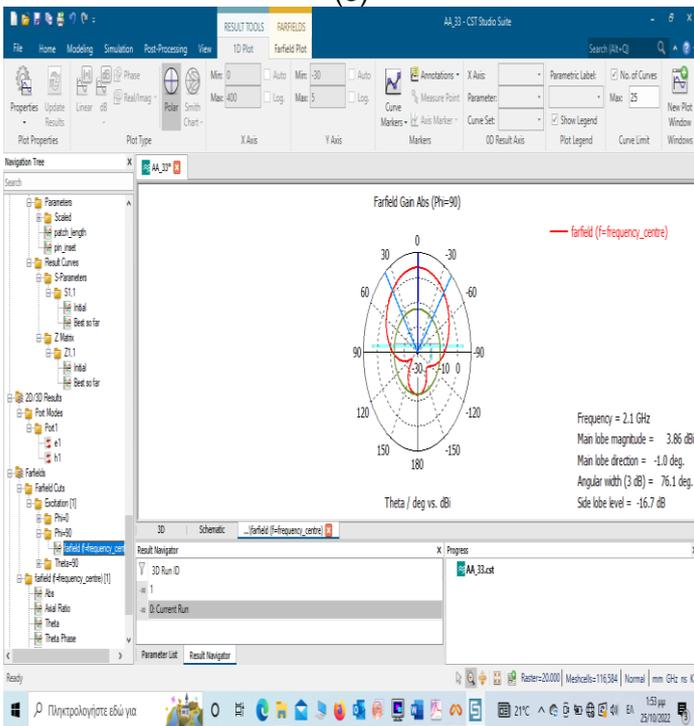 AA_33 - CST Studio Suite
RESULT TOOLS FARFIELDS
File Home Modeling Simulation Post-Processing View 1D Plot Farfield Plot Search (Alt+Q)
Properties Update Results Linear dB Phase Real/Imag Polar Smith Chart
Min: 0 Auto Min: -30 Auto
Max: 400 Log. Max: 5 Log.
Curve Markers Annotations Measure Point Axis Marker
X Axis: Parameter: Curve Set:
Parametric Label: Show Legend
No. of Curves Max: 25
New Plot Window
Plot Properties Plot Type X Axis Y Axis Markers 0D Result Axis Plot Legend Curve Limit Windows
Navigation Tree X
AA_33*
Search
Parameters
Scaled
patch_length
pin_inset
Result Curves
S-Parameters
S1,1
Initial
Best so far
Z Matrix
Z1,1
Initial
Best so far
2D/3D Results
Port Modes
Port1
e1
h1
Farfields
Farfield Cuts
Excitation [1]
Phi=0
Phi=90
farfield (f=frequency_cen
Theta=90
farfield (f=frequency_centre) [1]
Abs
Axial Ratio
Theta
Theta Phase
Farfield Gain Abs (Phi=90)
farfield (f=frequency_centre)
0
30 -30
60 -60
90 -30 -10 0 -90
120 -120
150 -150
180
Theta / deg vs. dBi
Frequency = 2.1 GHz
Main lobe magnitude = 3.86 dBi
Main lobe direction = -1.0 deg.
Angular width (3 dB) = 76.1 deg.
Side lobe level = -16.7 dB
3D Schematic ...\farfield (f=frequency_centre)
Result Navigator X
3D Run ID
1
0: Current Run
Parameter List Result Navigator
Progress
AA_33.cst
Ready
Raster=20.000 Meshcells=116,584 Normal mm GHz ns K
Πληκτρολογήστε εδώ για
21°C
1:53 μμ
25/10/2022